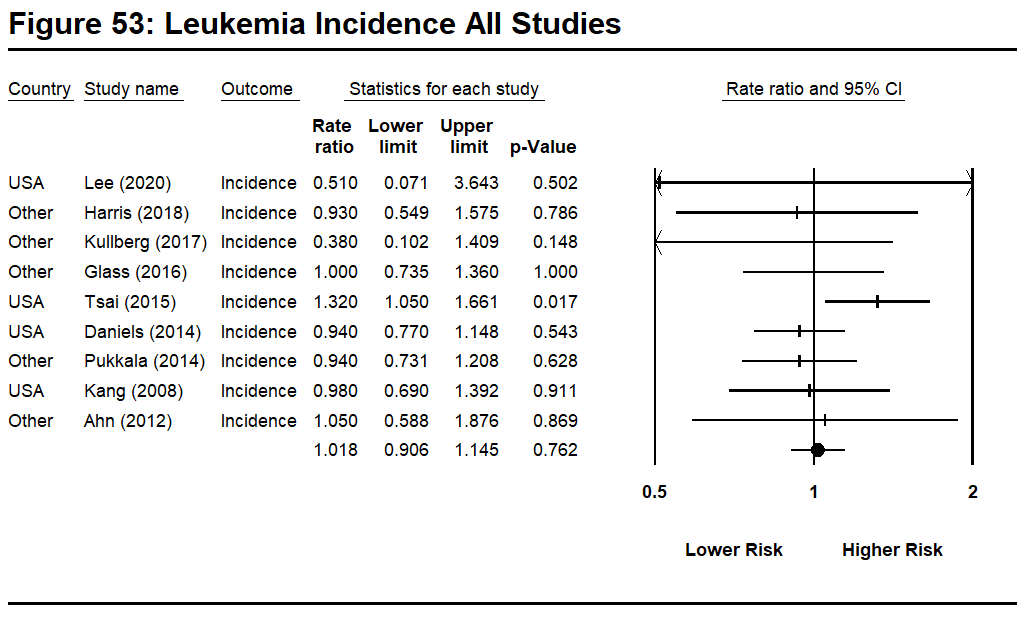 Figure 53: Leukemia Incidence All Studies
Country Study name Outcome Statistics for each study Rate ratio and 95% CI
Rate Lower Upper
ratio limit limit p-Value
USA Lee (2020) Incidence 0.510 0.071 3.643 0.502
Other Harris (2018) Incidence 0.930 0.549 1.575 0.786
Other Kullberg (2017) Incidence 0.380 0.102 1.409 0.148
Other Glass (2016) Incidence 1.000 0.735 1.360 1.000
USA Tsai (2015) Incidence 1.320 1.050 1.661 0.017
USA Daniels (2014) Incidence 0.940 0.770 1.148 0.543
Other Pukkala (2014) Incidence 0.940 0.731 1.208 0.628
USA Kang (2008) Incidence 0.980 0.690 1.392 0.911
Other Ahn (2012) Incidence 1.050 0.588 1.876 0.869
1.018 0.906 1.145 0.762
0.5 1 2
Lower Risk Higher Risk